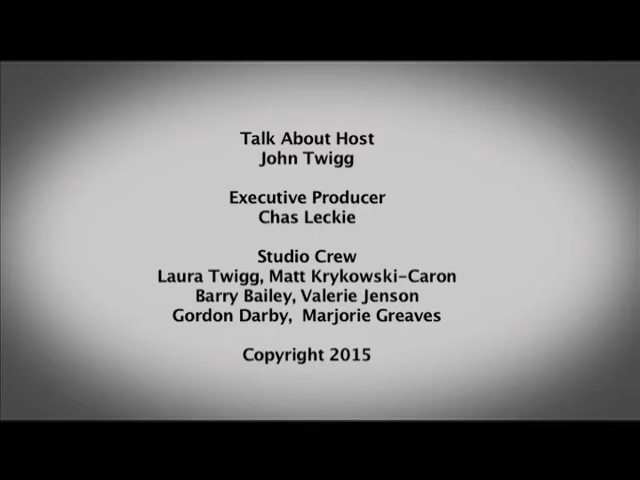 Talk About Host
John Twigg
Executive Producer
Chas Leckie
Studio Crew
Laura Twigg, Matt Krykowski-Caron
Barry Bailey, Valerie Jenson
Gordon Darby,  Marjorie Greaves
Copyright 2015